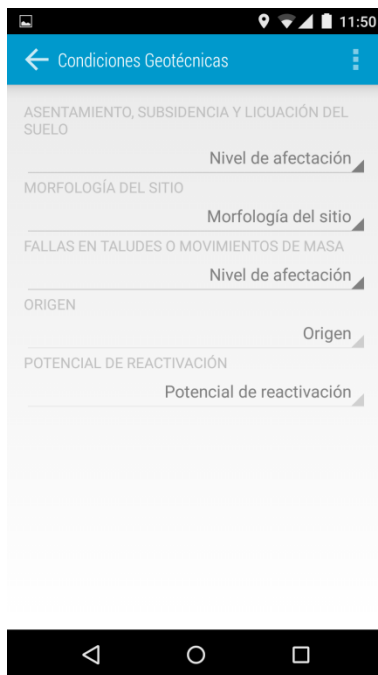 11:50
Condiciones Geotécnicas
ASENTAMIENTO, SUBSIDENCIA Y LICUACIÓN DEL
SUELO
Nivel de afectación
MORFOLOGÍA DEL SITIO
Morfología del sitio
FALLAS EN TALUDES O MOVIMIENTOS DE MASA
Nivel de afectación
ORIGEN
Origen
POTENCIAL DE REACTIVACIÓN
Potencial de reactivación